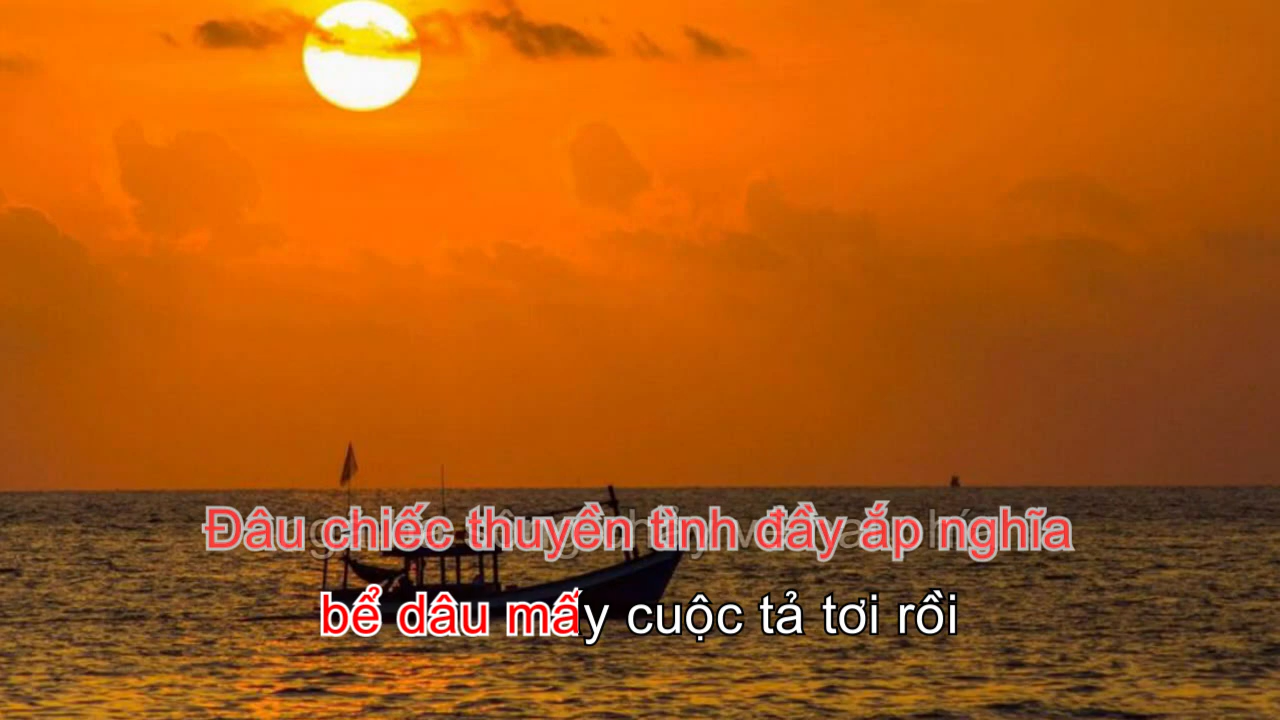 Đâu chiếc thuyền tình đầy ắp nghĩa
bể dâu mấy cuộc tả tơi rồi